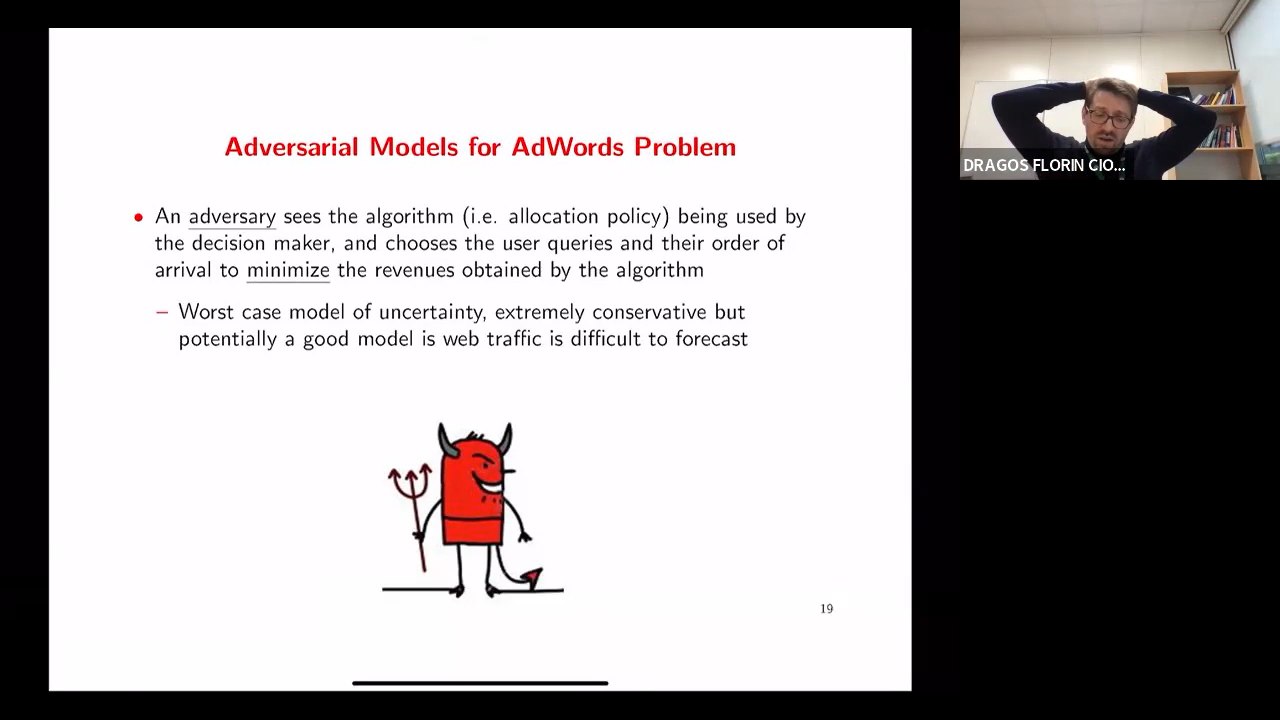 Adversarial Models for AdWords Problem
• An adversary sees the algorithm (i.e. allocation policy) being used by
the decision maker, and chooses the user queries and their order of
arrival to minimize the revenues obtained by the algorithm
– Worst case model of uncertainty, extremely conservative but
potentially a good model is web traffic is difficult to forecast
19
DRAGOS FLORIN CIO...